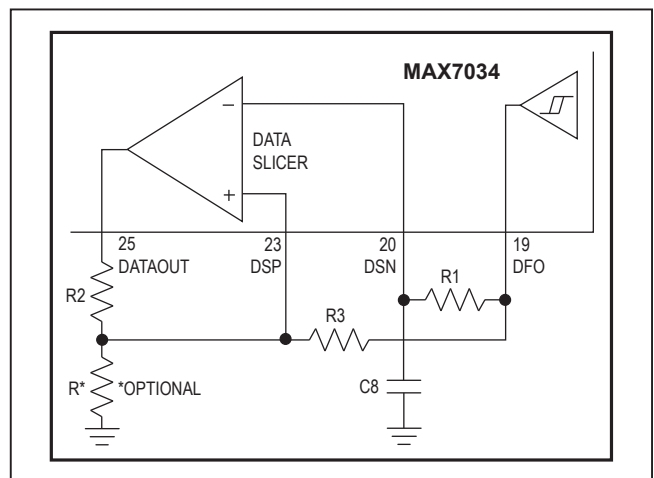 MAX7034
−
DATA
SLICER
+
25
DATAOUT
23
DSP
20
DSN
19
DFO
R1
R2
R3
R* *OPTIONAL
C8